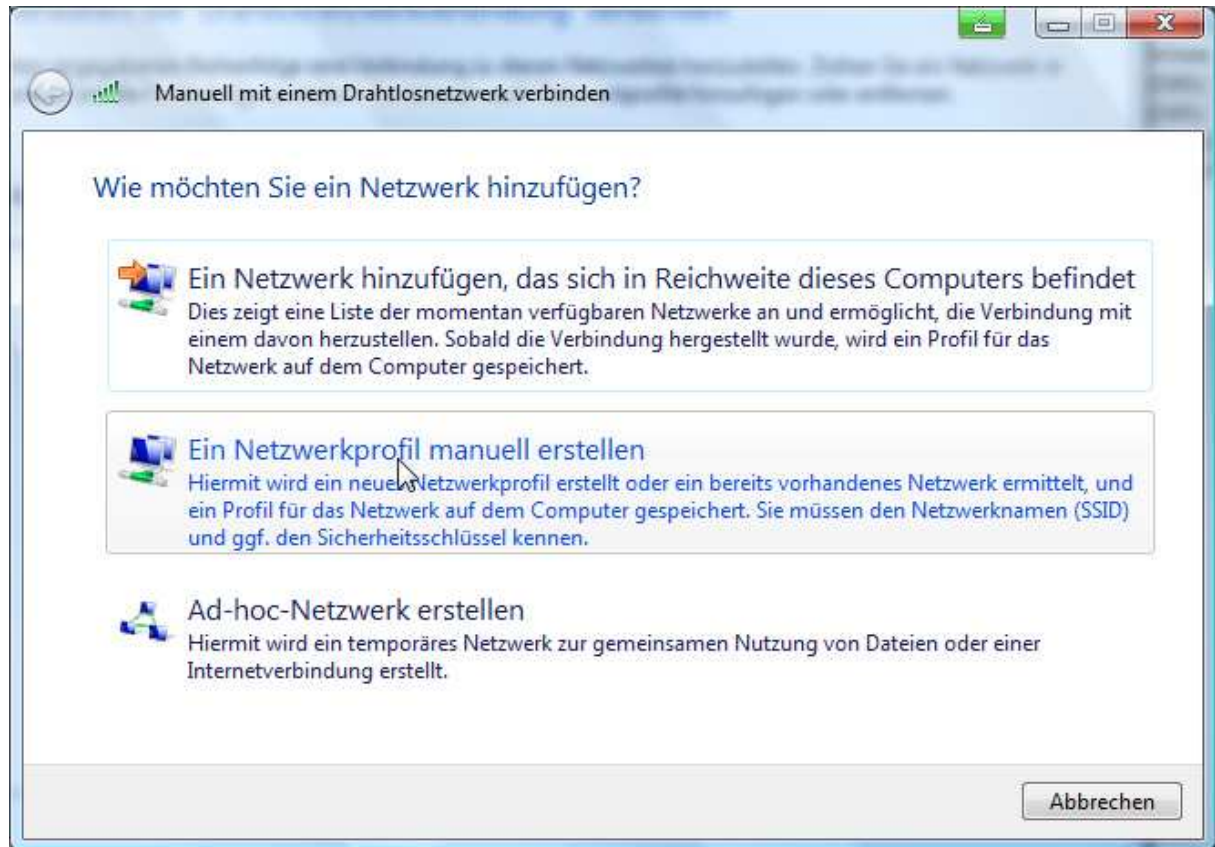 Manuell mit einem Drahtlosnetzwerk verbinden
Wie möchten Sie ein Netzwerk hinzufügen?
Ein Netzwerk hinzufügen, das sich in Reichweite dieses Computers befindet
Dies zeigt eine Liste der momentan verfügbaren Netzwerke an und ermöglicht, die Verbindung mit
einem davon herzustellen. Sobald die Verbindung hergestellt wurde, wird ein Profil für das
Netzwerk auf dem Computer gespeichert.
Ein Netzwerkprofil manuell erstellen
Hiermit wird ein neues Netzwerkprofil erstellt oder ein bereits vorhandenes Netzwerk ermittelt, und
ein Profil für das Netzwerk auf dem Computer gespeichert. Sie müssen den Netzwerknamen (SSID)
und ggf. den Sicherheitsschlüssel kennen.
Ad-hoc-Netzwerk erstellen
Hiermit wird ein temporäres Netzwerk zur gemeinsamen Nutzung von Dateien oder einer
Internetverbindung erstellt.
Abbrechen